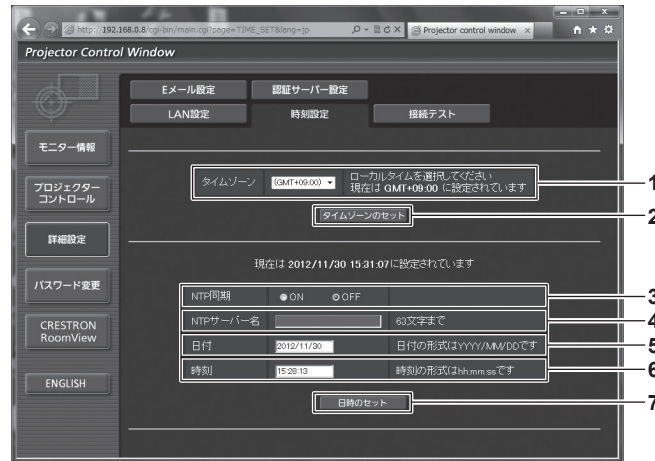 http://192.168.0.8/cgi-bin/main.cgi?page=TIME_SET&lang=jp
Projector control window
Projector Control Window
Eメール設定
認証サーバー設定
LAN設定
時刻設定
接続テスト
モニター情報
プロジェクター
コントロール
詳細設定
パスワード変更
CRESTRON
RoomView
ENGLISH
タイムゾーン
(GMT+09:00)
ローカルタイムを選択してください
現在は GMT+09:00 に設定されています
1
タイムゾーンのセット
2
現在は 2012/11/30 15:31:07に設定されています
NTP同期
ON
OFF
3
NTPサーバー名
63文字まで
4
日付
2012/11/30
日付の形式はYYYY/MM/DDです
5
時刻
15:28:13
時刻の形式はhh:mm:ssです
6
日時のセット
7